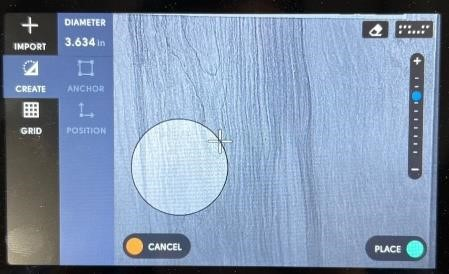 DIAMETER
3.634 in
IMPORT
CREATE
ANCHOR
GRID
POSITION
CANCEL
PLACE